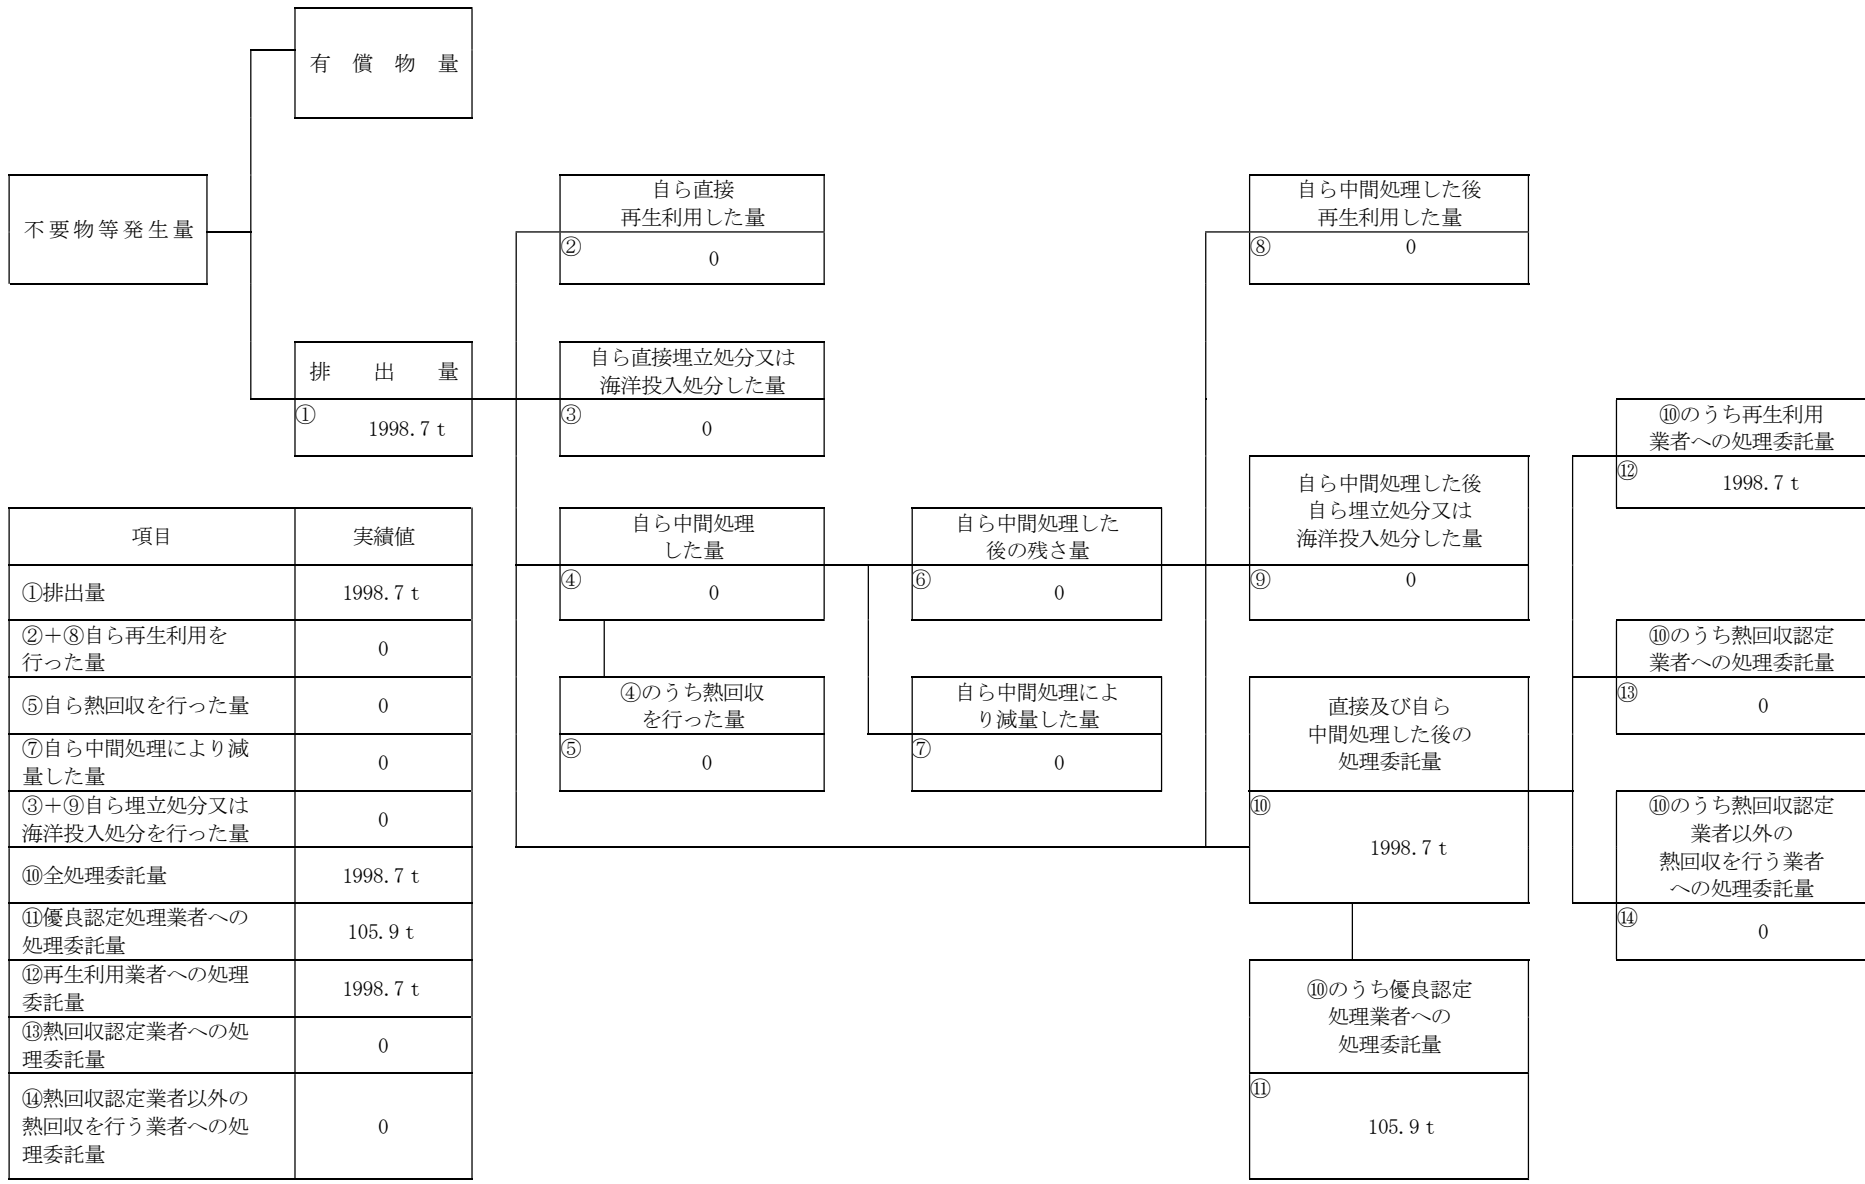 有償物量
不要物等発生量
自ら直接
再生利用した量
② 0
自ら中間処理した後
再生利用した量
⑧ 0
排出量
① 1998.7 t
自ら直接埋立処分又は
海洋投入処分した量
③ 0
⑩のうち再生利用
業者への処理委託量
⑫ 1998.7 t
自ら中間処理
した量
④ 0
自ら中間処理した
後の残さ量
⑥ 0
自ら中間処理した後
自ら埋立処分又は
海洋投入処分した量
⑨ 0
⑩のうち熱回収認定
業者への処理委託量
⑬ 0
④のうち熱回収
を行った量
⑤ 0
自ら中間処理によ
り減量した量
⑦ 0
直接及び自ら
中間処理した後の
処理委託量
⑩ 1998.7 t
⑩のうち熱回収認定
業者以外の
熱回収を行う業者
への処理委託量
⑭ 0
⑩のうち優良認定
処理業者への
処理委託量
⑪ 105.9 t
項目 実績値
①排出量 1998.7 t
②+⑧自ら再生利用を
行った量 0
⑤自ら熱回収を行った量 0
⑦自ら中間処理により減
量した量 0
③+⑨自ら埋立処分又は
海洋投入処分を行った量 0
⑩全処理委託量 1998.7 t
⑪優良認定処理業者への
処理委託量 105.9 t
⑫再生利用業者への処理
委託量 1998.7 t
⑬熱回収認定業者への処
理委託量 0
⑭熱回収認定業者以外の
熱回収を行う業者への処
理委託量 0